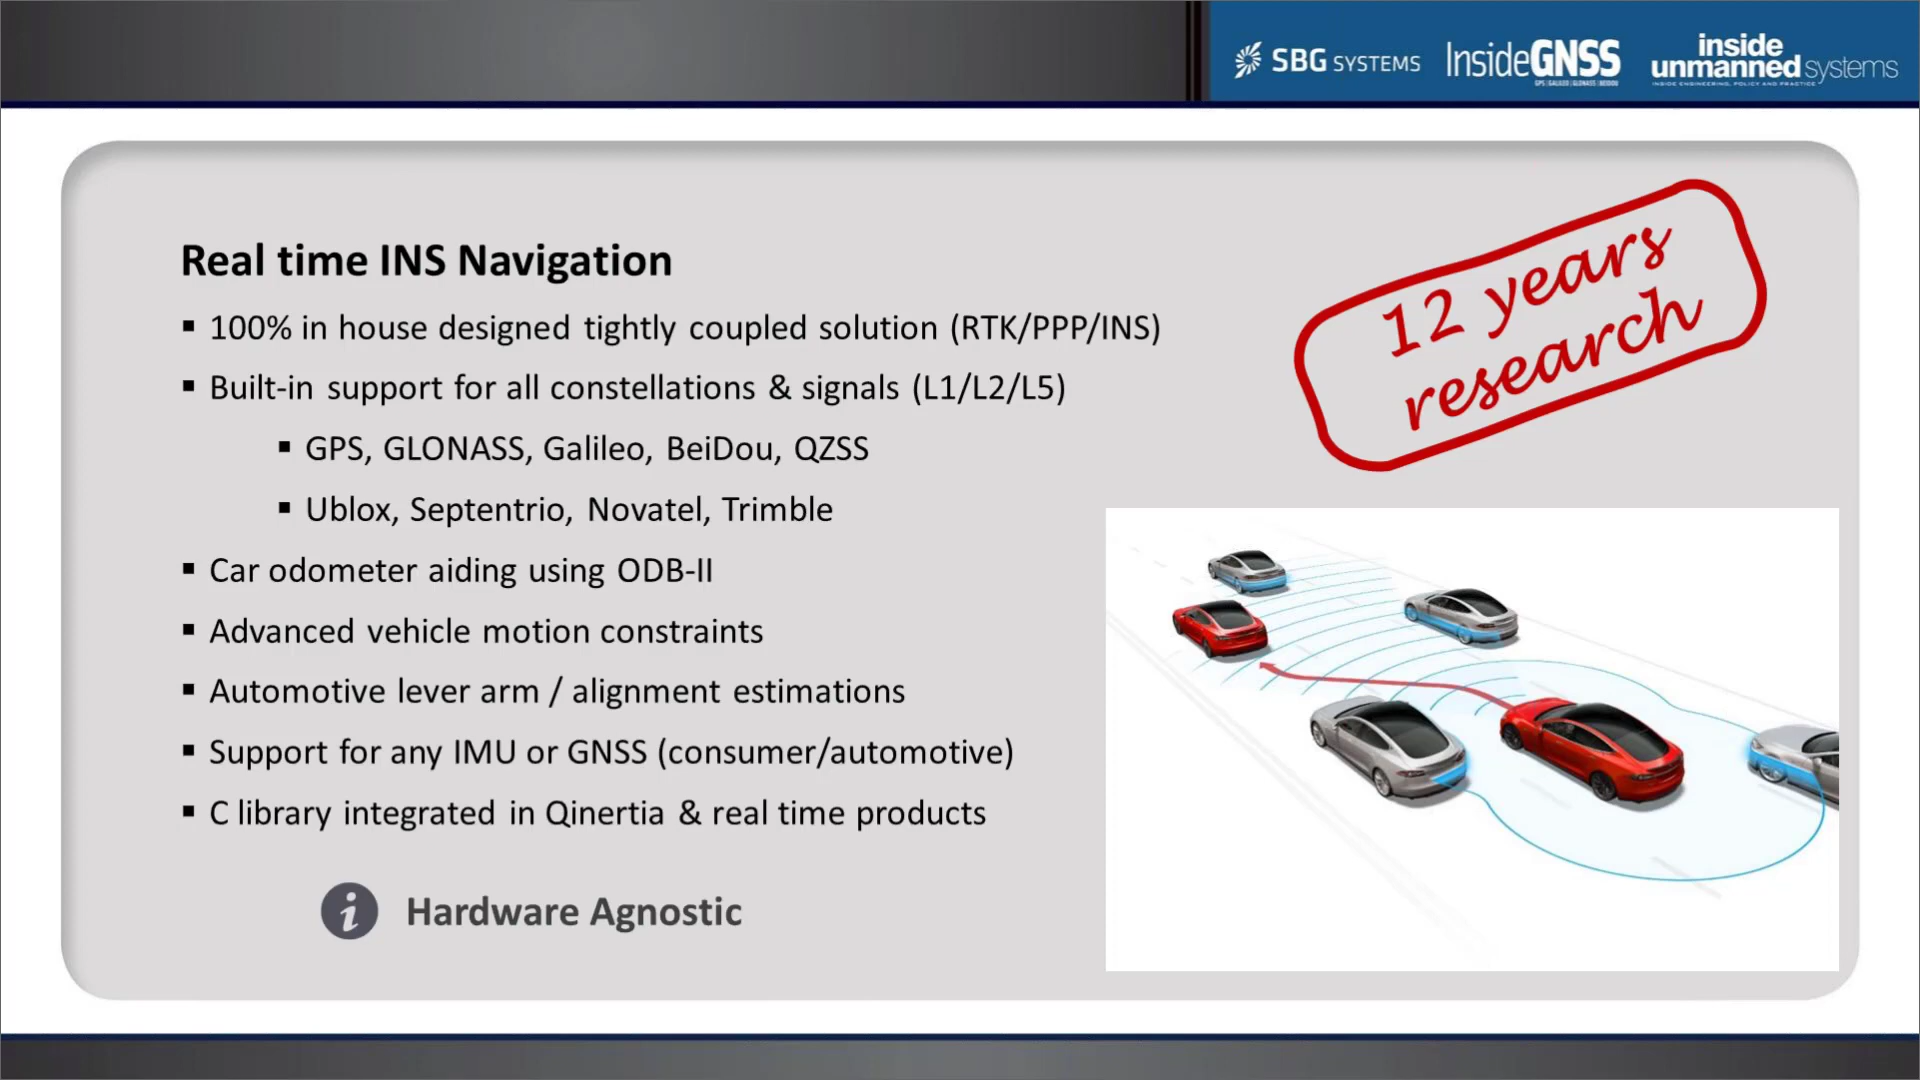 SBG SYSTEMS
InsideGNSS
GPS | GALILEO | GLONASS | BEIDOU
inside
unmanned systems
INSIDE ENGINEERING, POLICY AND PRACTICE
Real time INS Navigation
▪ 100% in house designed tightly coupled solution (RTK/PPP/INS)
▪ Built-in support for all constellations & signals (L1/L2/L5)
▪ GPS, GLONASS, Galileo, BeiDou, QZSS
▪ Ublox, Septentrio, Novatel, Trimble
▪ Car odometer aiding using ODB-II
▪ Advanced vehicle motion constraints
▪ Automotive lever arm / alignment estimations
▪ Support for any IMU or GNSS (consumer/automotive)
▪ C library integrated in Qinertia & real time products
i Hardware Agnostic
12 years
research